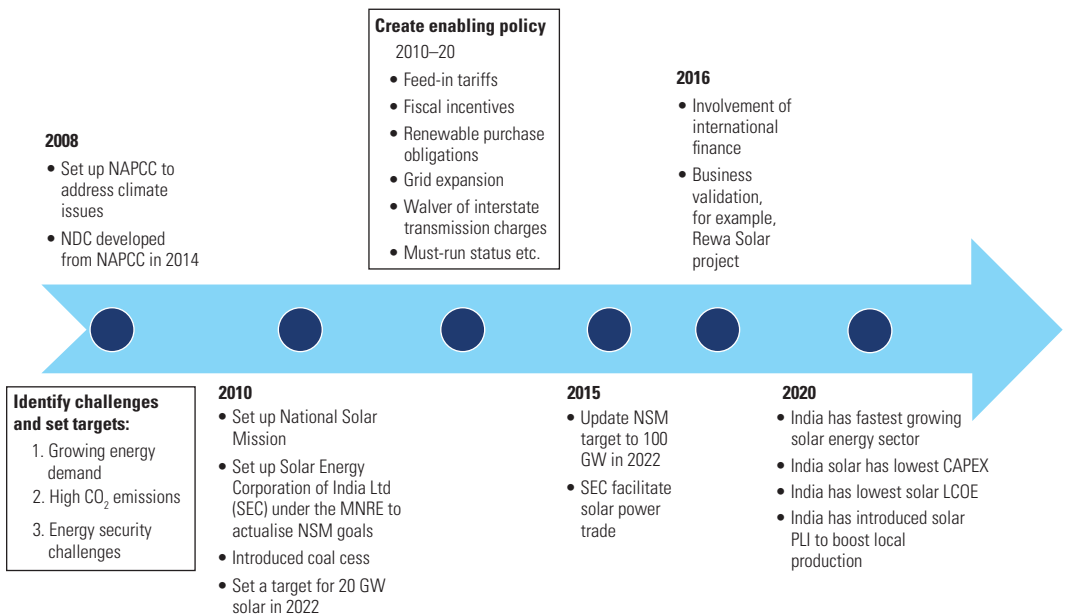 2008
• Set up NAPCC to
address climate
issues
• NDC developed
from NAPCC in 2014
Create enabling policy
2010–20
• Feed-in tariffs
• Fiscal incentives
• Renewable purchase
obligations
• Grid expansion
• Walver of interstate
transmission charges
• Must-run status etc.
2016
• Involvement of
international
finance
• Business
validation,
for example,
Rewa Solar
project
Identify challenges
and set targets:
1. Growing energy
demand
2. High CO₂ emissions
3. Energy security
challenges
2010
• Set up National Solar
Mission
• Set up Solar Energy
Corporation of India Ltd
(SEC) under the MNRE to
actualise NSM goals
• Introduced coal cess
• Set a target for 20 GW
solar in 2022
2015
• Update NSM
target to 100
GW in 2022
• SEC facilitate
solar power
trade
2020
• India has fastest growing
solar energy sector
• India solar has lowest CAPEX
• India has lowest solar LCOE
• India has introduced solar
PLI to boost local
production